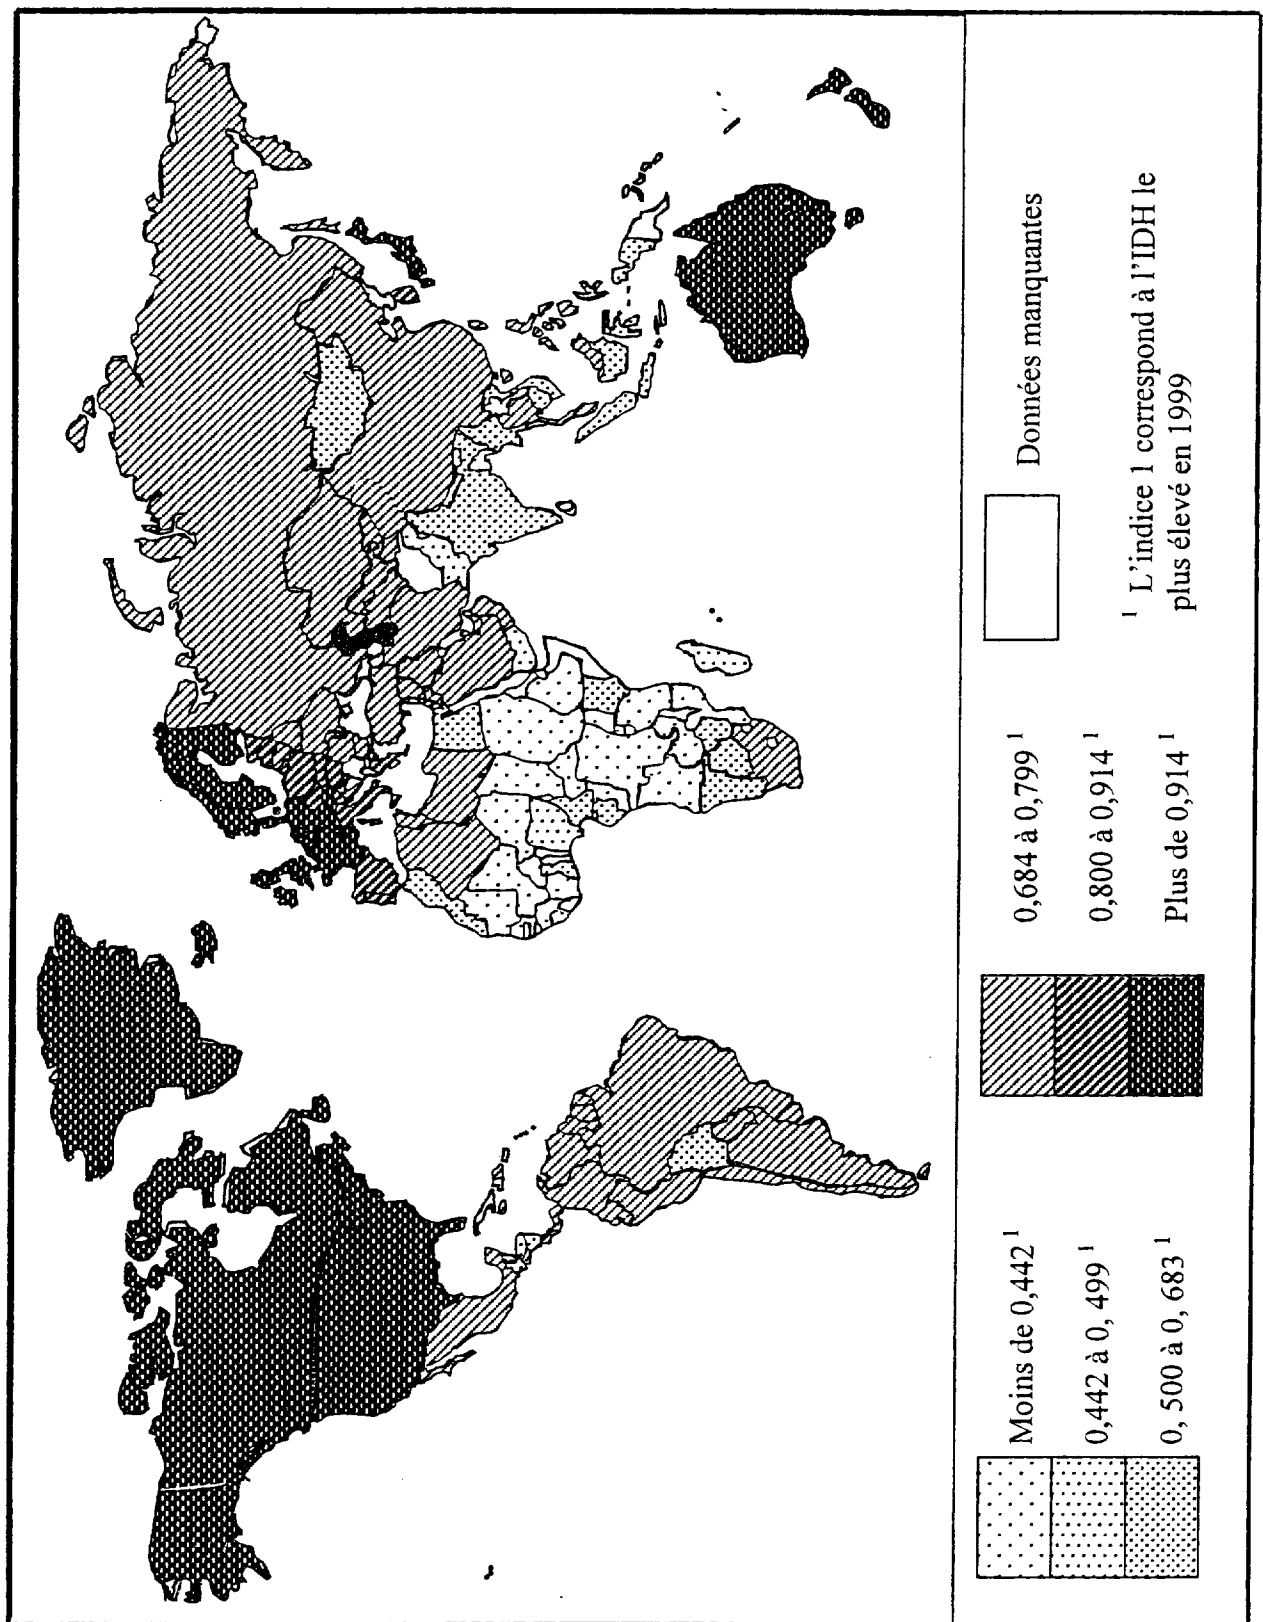 Moins de 0,442 ¹
0,442 à 0, 499 ¹
0, 500 à 0, 683 ¹
0,684 à 0,799 ¹
0,800 à 0,914 ¹
Plus de 0,914 ¹
Données manquantes
¹ L'indice 1 correspond à l'IDH le
plus élevé en 1999